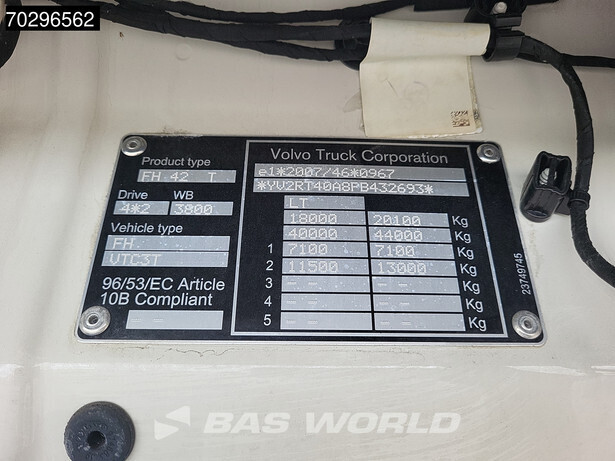 70296562
Product type
FH 42 T
Drive WB
4*2 3900
Vehicle type
FH
VTC3T
96/53/EC Article
10B Compliant
- -
Volvo Truck Corporation
e1*2007/46*0967
*YV2RT40A8PB432693*
LT
18000 20100 Kg
40000 44000 Kg
1 7100 7100 Kg
2 11500 13000 Kg
3 - - - - Kg
4 - - - - Kg
5 - - - - Kg
23749745
BAS WORLD